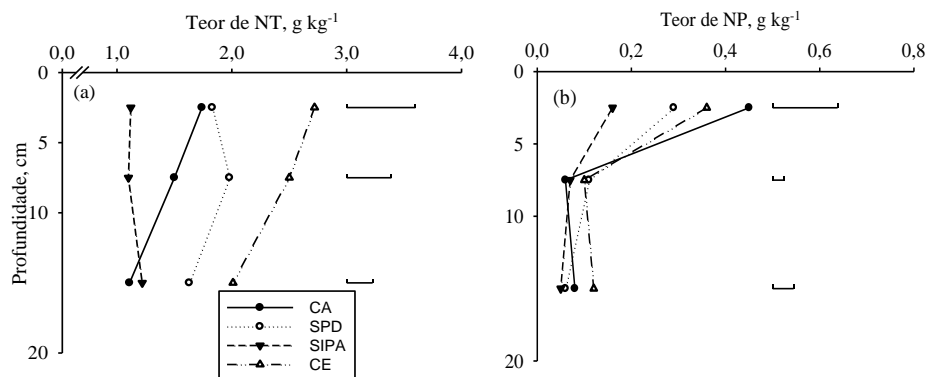 Teor de NT, g kg⁻¹
0,0 1,0 2,0 3,0 4,0
(a)
0
5
10
15
20
Profundidade, cm
CA
SPD
SIPA
CE
Teor de NP, g kg⁻¹
0,0 0,2 0,4 0,6 0,8
(b)
0
5
10
20